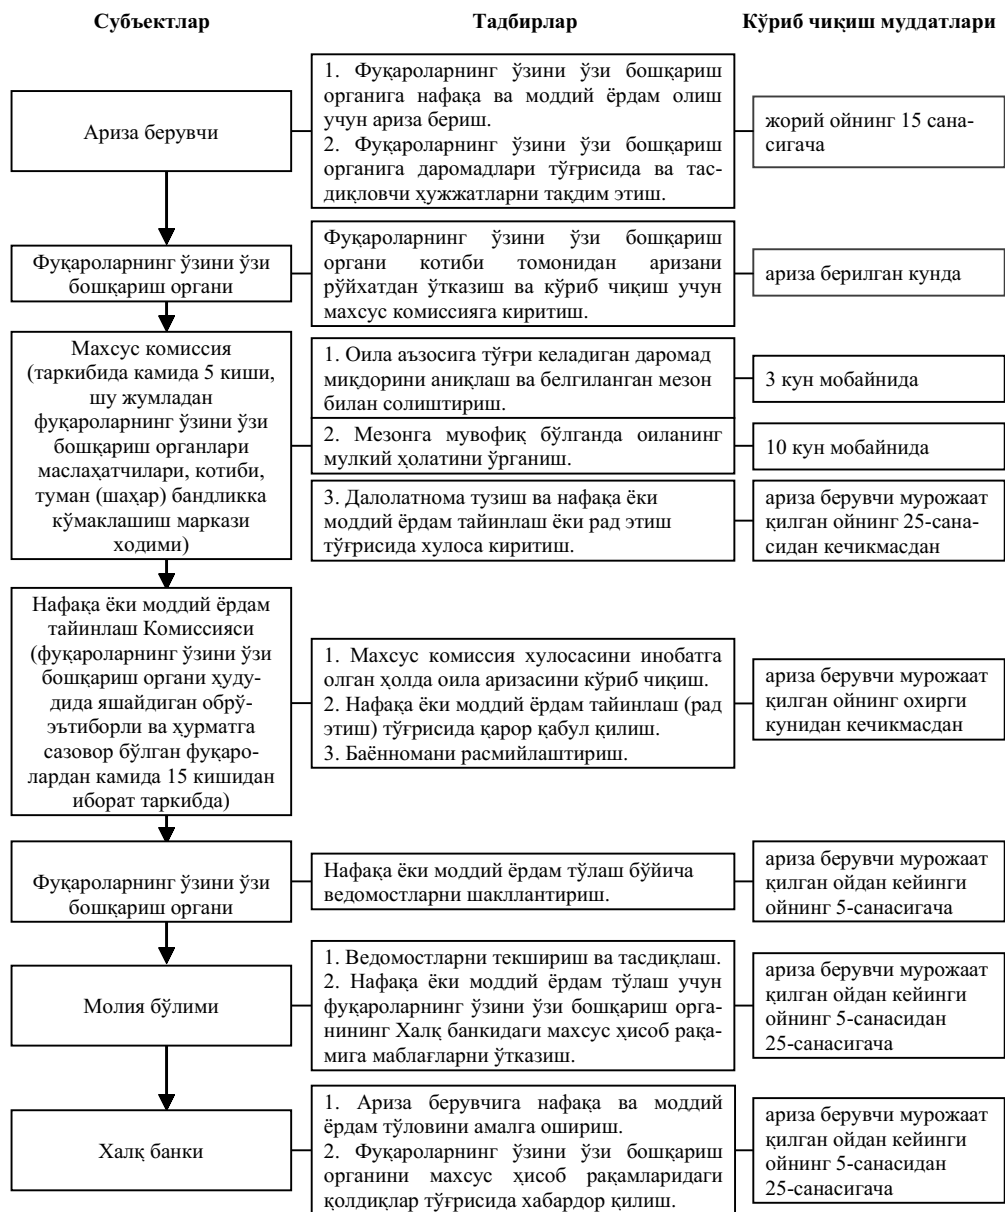 Субъектлар
Тадбирлар
Кўриб чиқиш муддатлари
Ариза берувчи
1. Фуқароларнинг ўзини ўзи бошқариш
органига нафақа ва моддий ёрдам олиш
учун ариза бериш.
2. Фуқароларнинг ўзини ўзи бошқариш
органига даромадлари тўғрисида ва тас-
диқловчи ҳужжатларни тақдим этиш.
жорий ойнинг 15 сана-
сигача
Фуқароларнинг ўзини ўзи
бошқариш органи
Фуқароларнинг ўзини ўзи бошқариш
органи котиби томонидан аризани
рўйхатдан ўтказиш ва кўриб чиқиш учун
махсус комиссияга киритиш.
ариза берилган кунда
Махсус комиссия
(таркибида камида 5 киши,
шу жумладан
фуқароларнинг ўзини ўзи
бошқариш органлари
маслаҳатчилари, котиби,
туман (шаҳар) бандликка
кўмаклашиш маркази
ходими)
1. Оила аъзосига тўғри келадиган даромад
миқдорини аниқлаш ва белгиланган мезон
билан солиштириш.
3 кун мобайнида
2. Мезонга мувофиқ бўлганда оиланинг
мулкий ҳолатини ўрганиш.
10 кун мобайнида
3. Далолатнома тузиш ва нафақа ёки
моддий ёрдам тайинлаш ёки рад этиш
тўғрисида хулоса киритиш.
ариза берувчи мурожаат
қилган ойнинг 25-сана-
сидан кечикмасдан
Нафақа ёки моддий ёрдам
тайинлаш Комиссияси
(фуқароларнинг ўзини ўзи
бошқариш органи ҳуду-
дида яшайдиган обрў-
эътиборли ва ҳурматга
сазовор бўлган фуқаро-
лардан камида 15 кишидан
иборат таркибда)
1. Махсус комиссия хулосасини инобатга
олган ҳолда оила аризасини кўриб чиқиш.
2. Нафақа ёки моддий ёрдам тайинлаш (рад
этиш) тўғрисида қарор қабул қилиш.
3. Баённомани расмийлаштириш.
ариза берувчи мурожаат
қилган ойнинг охирги
кунидан кечикмасдан
Фуқароларнинг ўзини ўзи
бошқариш органи
Нафақа ёки моддий ёрдам тўлаш бўйича
ведомостларни шакллантириш.
ариза берувчи мурожаат
қилган ойдан кейинги
ойнинг 5-санасигача
Молия бўлими
1. Ведомостларни текшириш ва тасдиқлаш.
2. Нафақа ёки моддий ёрдам тўлаш учун
фуқароларнинг ўзини ўзи бошқариш орга-
нининг Халқ банкидаги махсус ҳисоб рақа-
мига маблағларни ўтказиш.
ариза берувчи мурожаат
қилган ойдан кейинги
ойнинг 5-санасидан
25-санасигача
Халқ банки
1. Ариза берувчига нафақа ва моддий
ёрдам тўловини амалга ошириш.
2. Фуқароларнинг ўзини ўзи бошқариш
органини махсус ҳисоб рақамларидаги
қолдиқлар тўғрисида хабардор қилиш.
ариза берувчи мурожаат
қилган ойдан кейинги
ойнинг 5-санасидан
25-санасигача